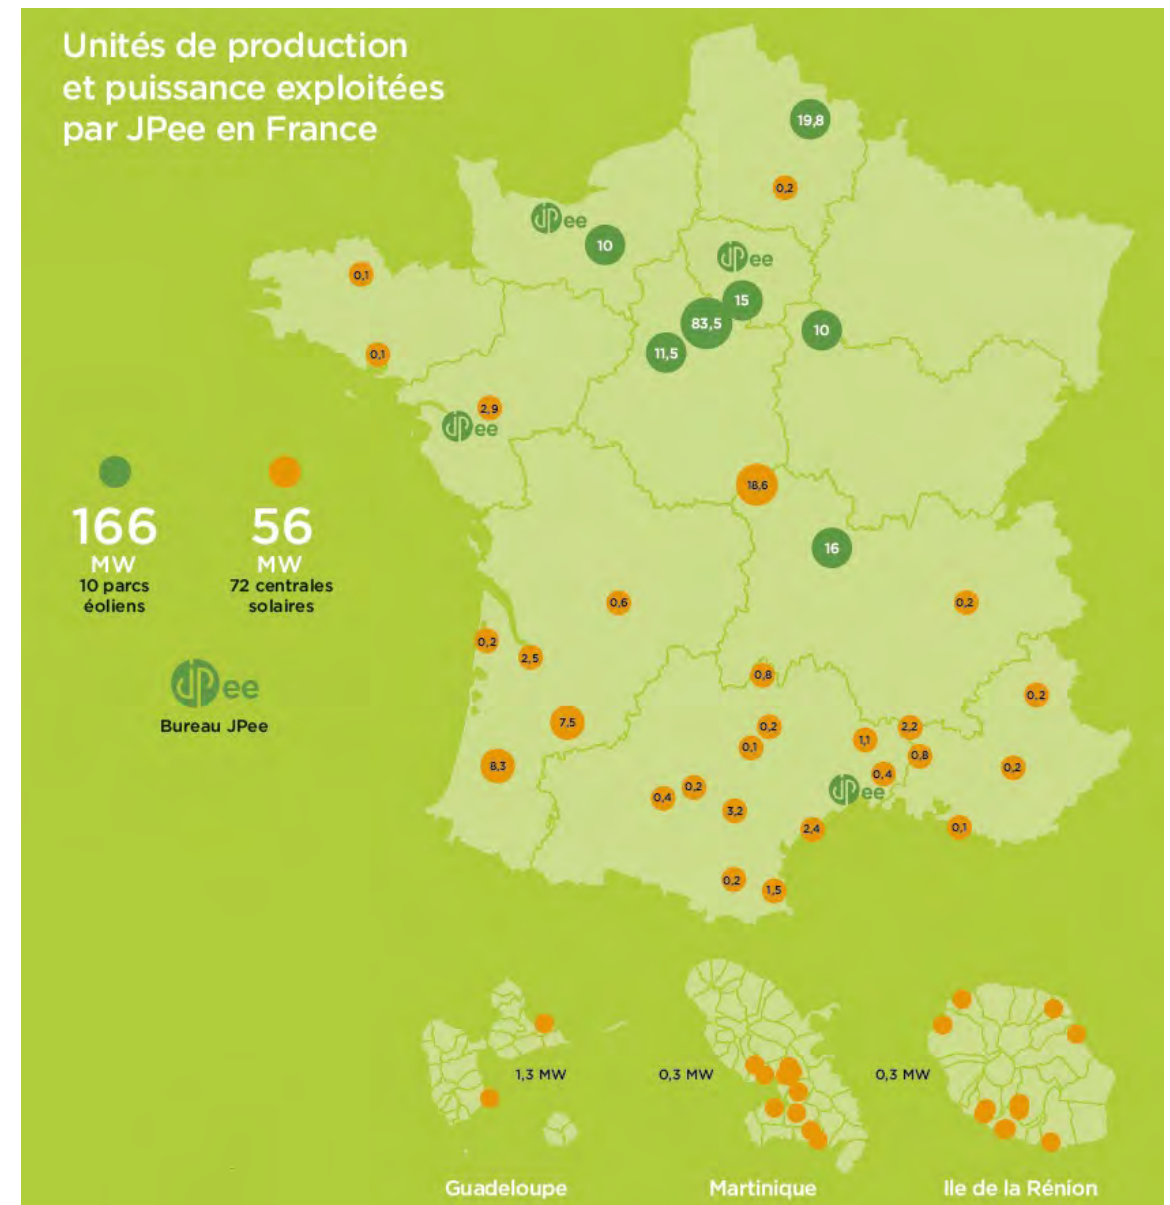 Unités de production
et puissance exploitées
par JPee en France
19,8
0,2
JPee
10
JPee
0,1
15
83,5
10
11,5
0,1
2,9
JPee
18,6
166
MW
10 parcs
éoliens
56
MW
72 centrales
solaires
16
0,6
0,2
0,2
2,5
JPee
Bureau JPee
0,8
0,2
7,5
0,2
2,2
1,1
0,1
0,8
8,3
0,4
0,2
JPee
0,2
0,4
3,2
2,4
0,1
0,2
1,5
1,3 MW
0,3 MW
0,3 MW
Guadeloupe
Martinique
Ile de la Rénion